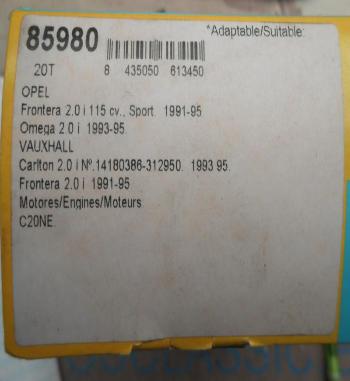 85980
*Adaptable/Suitable:
20T
8 435050 613450
OPEL
Frontera 2.0 i 115 cv., Sport. 1991-95
Omega 2.0 i 1993-95.
VAUXHALL
Carlton 2.0 i Nº.14180386-312950. 1993 95.
Frontera 2.0 i 1991-95
Motores/Engines/Moteurs
C20NE.